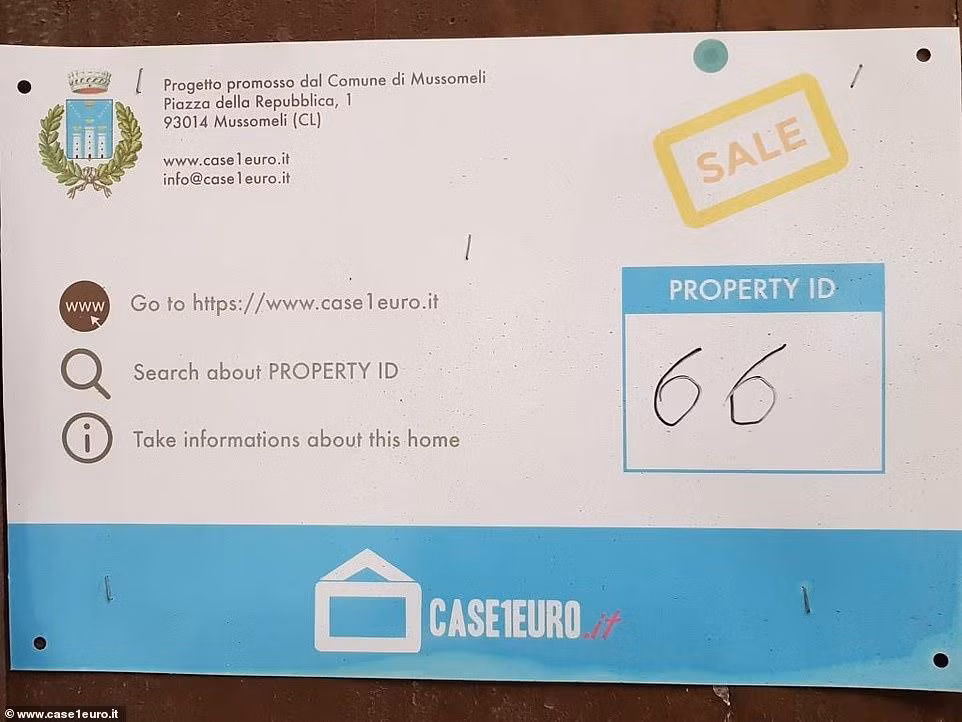 Progetto promosso dal Comune di Mussomeli
Piazza della Repubblica, 1
93014 Mussomeli (CL)
www.case1euro.it
info@case1euro.it
SALE
www
Go to https://www.case1euro.it
Search about PROPERTY ID
Take informations about this home
PROPERTY ID
66
CASE1EURO.it
© www.case1euro.it